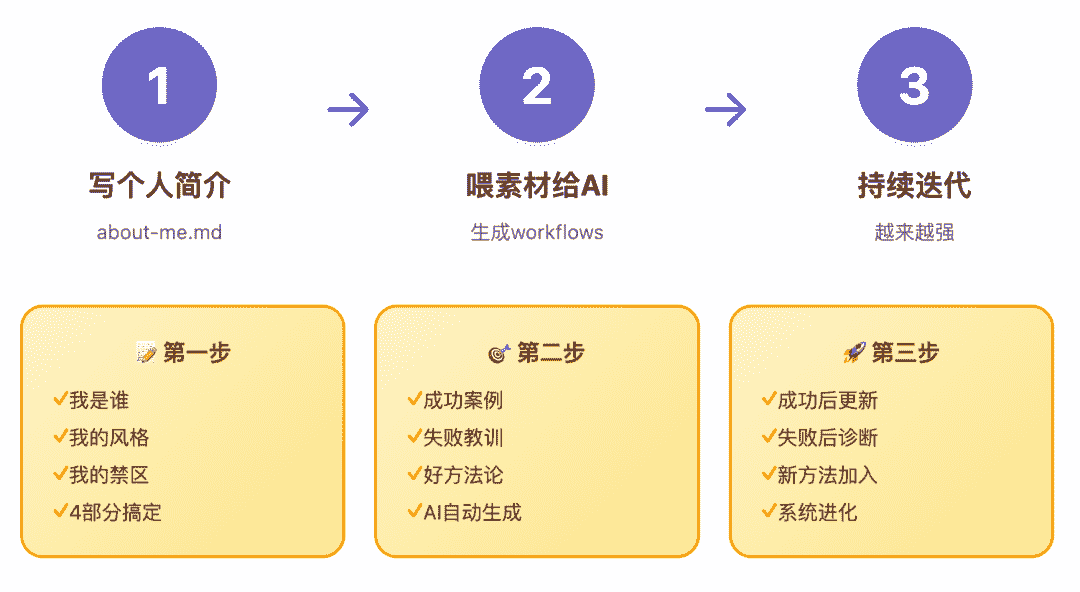 1
2
3
写个人简介
喂素材给AI
持续迭代
about-me.md
生成workflows
越来越强
📝 第一步
✓我是谁
✓我的风格
✓我的禁区
✓4部分搞定
🎯 第二步
✓成功案例
✓失败教训
✓好方法论
✓AI自动生成
🚀 第三步
✓成功后更新
✓失败后诊断
✓新方法加入
✓系统进化